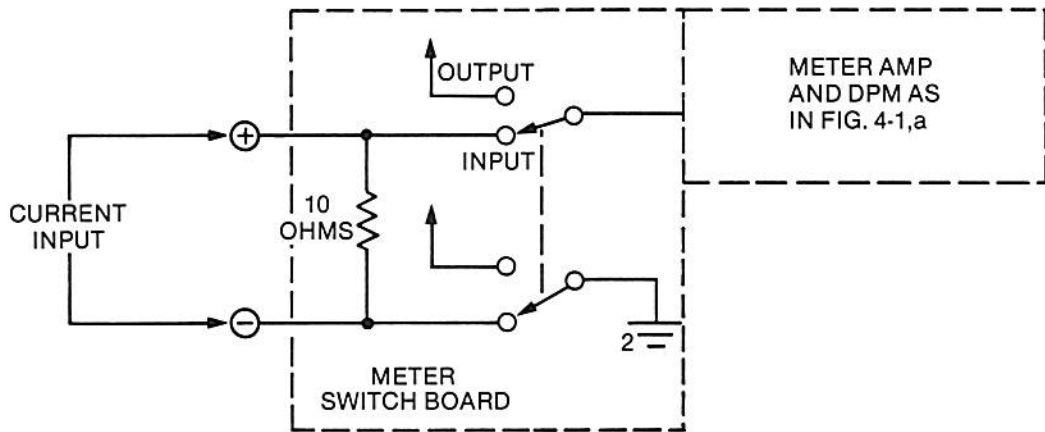 OUTPUT
INPUT
METER AMP
AND DPM AS
IN FIG. 4-1,a
+
CURRENT
INPUT
10
OHMS
−
2
METER
SWITCH BOARD